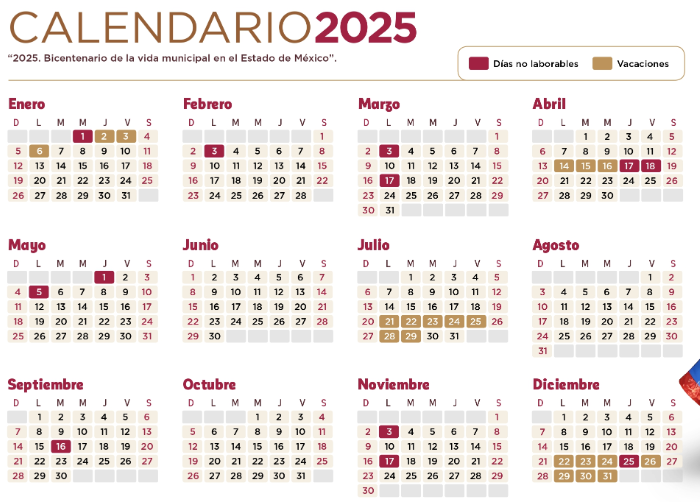 CALENDARIO2025
“2025. Bicentenario de la vida municipal en el Estado de México”.
Días no laborables
Vacaciones
Enero
D L M M J V S
1 2 3 4
5 6 7 8 9 10 11
12 13 14 15 16 17 18
19 20 21 22 23 24 25
26 27 28 29 30 31
Febrero
D L M M J V S
1
2 3 4 5 6 7 8
9 10 11 12 13 14 15
16 17 18 19 20 21 22
23 24 25 26 27 28
Marzo
D L M M J V S
1
2 3 4 5 6 7 8
9 10 11 12 13 14 15
16 17 18 19 20 21 22
23 24 25 26 27 28 29
30 31
Abril
D L M M J V S
1 2 3 4 5
6 7 8 9 10 11 12
13 14 15 16 17 18 19
20 21 22 23 24 25 26
27 28 29 30
Mayo
D L M M J V S
1 2 3
4 5 6 7 8 9 10
11 12 13 14 15 16 17
18 19 20 21 22 23 24
25 26 27 28 29 30 31
Junio
D L M M J V S
1 2 3 4 5 6 7
8 9 10 11 12 13 14
15 16 17 18 19 20 21
22 23 24 25 26 27 28
29 30
Julio
D L M M J V S
1 2 3 4 5
6 7 8 9 10 11 12
13 14 15 16 17 18 19
20 21 22 23 24 25 26
27 28 29 30 31
Agosto
D L M M J V S
1 2
3 4 5 6 7 8 9
10 11 12 13 14 15 16
17 18 19 20 21 22 23
24 25 26 27 28 29 30
31
Septiembre
D L M M J V S
1 2 3 4 5 6
7 8 9 10 11 12 13
14 15 16 17 18 19 20
21 22 23 24 25 26 27
28 29 30
Octubre
D L M M J V S
1 2 3 4
5 6 7 8 9 10 11
12 13 14 15 16 17 18
19 20 21 22 23 24 25
26 27 28 29 30 31
Noviembre
D L M M J V S
1
2 3 4 5 6 7 8
9 10 11 12 13 14 15
16 17 18 19 20 21 22
23 24 25 26 27 28 29
30
Diciembre
D L M M J V S
1 2 3 4 5 6
7 8 9 10 11 12 13
14 15 16 17 18 19 20
21 22 23 24 25 26 27
28 29 30 31